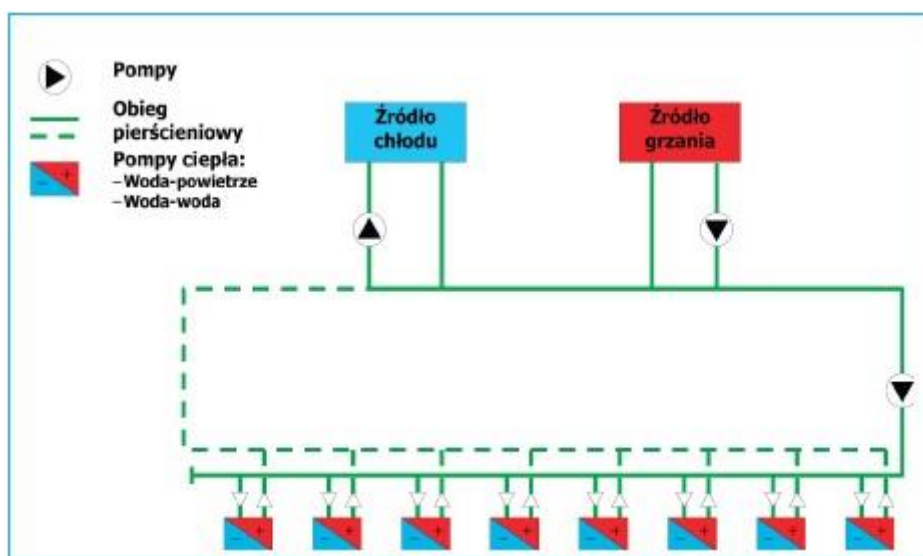 Pompy
Obieg
pierścieniowy
Pompy ciepła:
–Woda-powietrze
–Woda-woda
Źródło
chłodu
Źródło
grzania
– +
– +
– +
– +
– +
– +
– +
– +
– +